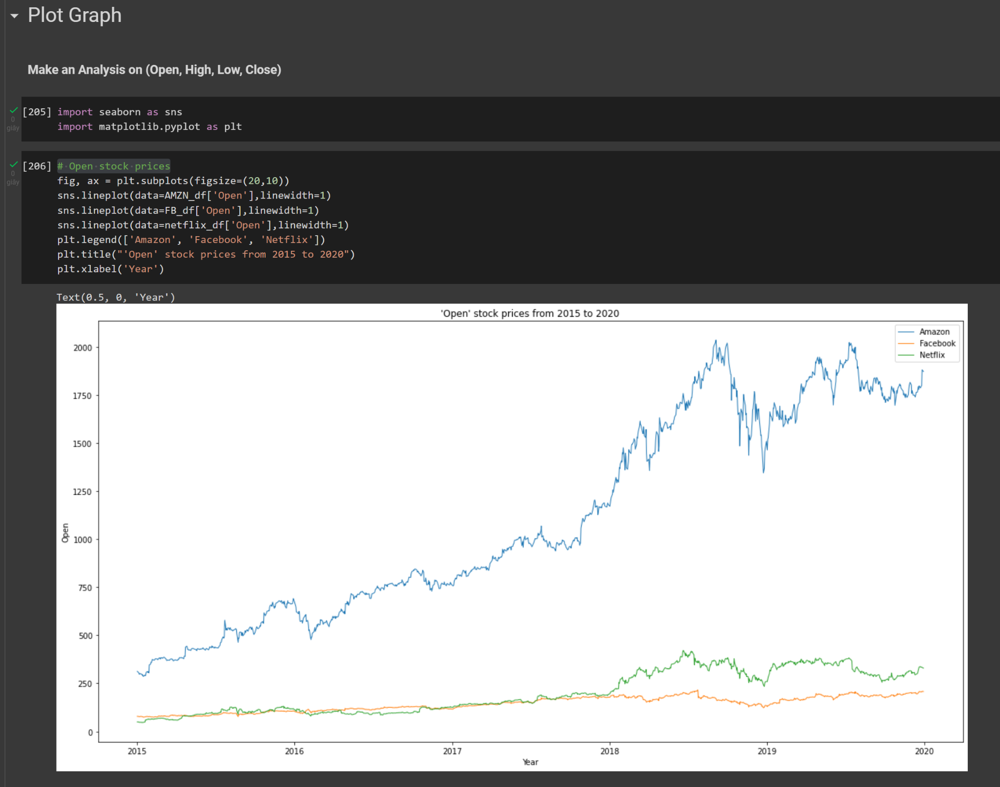 Plot Graph
Make an Analysis on (Open, High, Low, Close)
[205] import seaborn as sns
0
giây
import matplotlib.pyplot as plt
[206] # Open stock prices
0
giây
fig, ax = plt.subplots(figsize=(20,10))
sns.lineplot(data=AMZN_df['Open'],linewidth=1)
sns.lineplot(data=FB_df['Open'],linewidth=1)
sns.lineplot(data=netflix_df['Open'],linewidth=1)
plt.legend(['Amazon', 'Facebook', 'Netflix'])
plt.title("'Open' stock prices from 2015 to 2020")
plt.xlabel('Year')
Text(0.5, 0, 'Year')
'Open' stock prices from 2015 to 2020
Amazon
Facebook
Netflix
2000
1750
1500
1250
1000
750
500
250
0
Open
2015 2016 2017 2018 2019 2020
Year